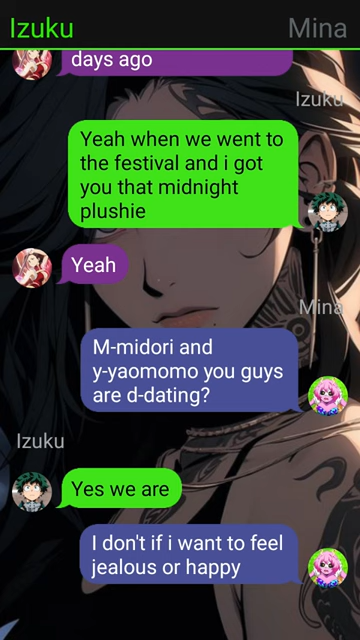 Izuku Mina
days ago
Izuku
Yeah when we went to
the festival and i got
you that midnight
plushie
Yeah
Mina
M-midori and
y-yaomomo you guys
are d-dating?
Izuku
Yes we are
I don't if i want to feel
jealous or happy